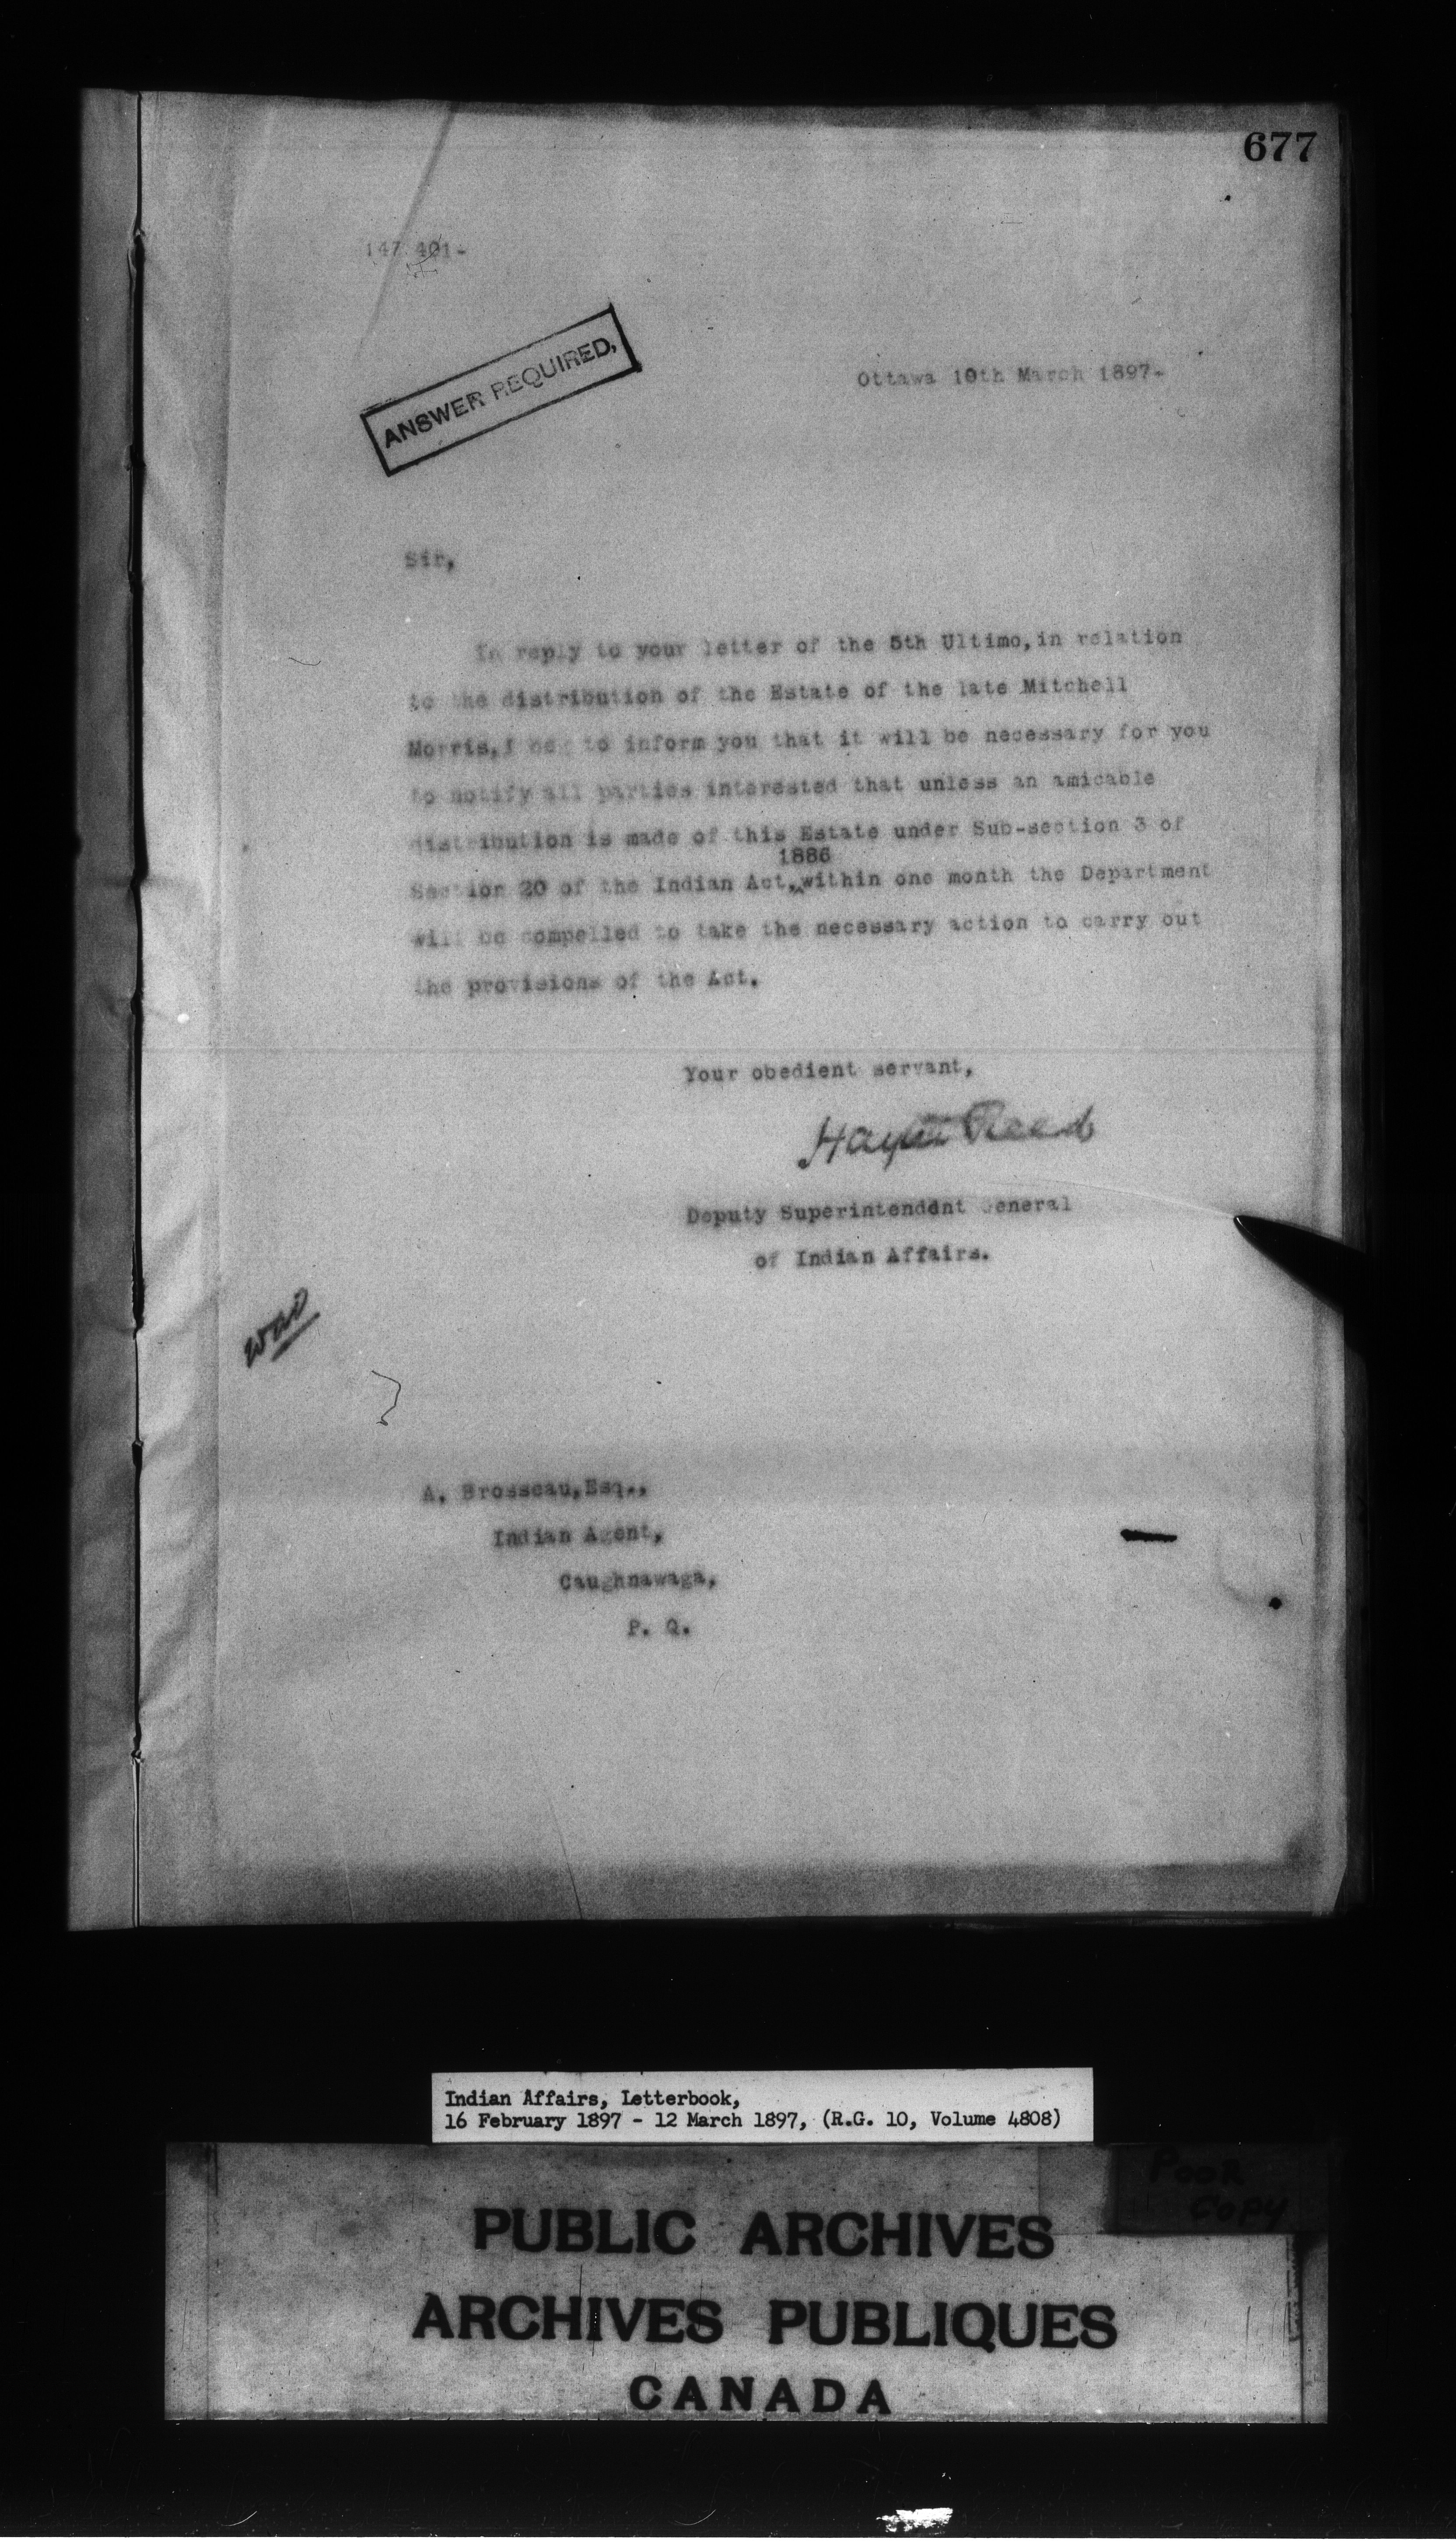 677
147,401-
ANSWER REQUIRED,
Ottawa 10th March 1897-
Sir,
In reply to your letter of the 5th Ultimo, in relation
to the distribution of the Estate of the late Mitchell
Morris, I beg to inform you that it will be necessary for you
to notify all parties interested that unless an amicable
distribution is made of this Estate under Sub-section 3 of
1886
Section 20 of the Indian Act, within one month the Department
will be compelled to take the necessary action to carry out
the provisions of the Act.
Your obedient servant,
Hayter Reed
Deputy Superintendent General
of Indian Affairs.
A. Brosseau, Esq.,
Indian Agent,
Caughnawaga,
P. Q.
Indian Affairs, Letterbook,
16 February 1897 - 12 March 1897, (R.G. 10, Volume 4808)
POOR
COPY
PUBLIC ARCHIVES
ARCHIVES PUBLIQUES
CANADA